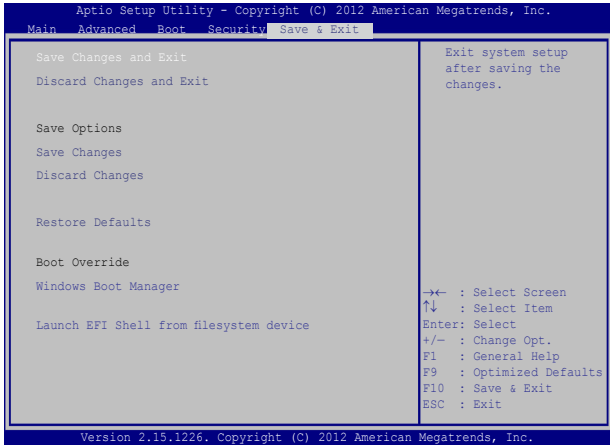 Aptio Setup Utility - Copyright (C) 2012 American Megatrends, Inc.
Main Advanced Boot Security Save & Exit
Save Changes and Exit
Discard Changes and Exit
Save Options
Save Changes
Discard Changes
Restore Defaults
Boot Override
Windows Boot Manager
Launch EFI Shell from filesystem device
Exit system setup
after saving the
changes.
→← : Select Screen
↑↓ : Select Item
Enter: Select
+/— : Change Opt.
F1 : General Help
F9 : Optimized Defaults
F10 : Save & Exit
ESC : Exit
Version 2.15.1226. Copyright (C) 2012 American Megatrends, Inc.